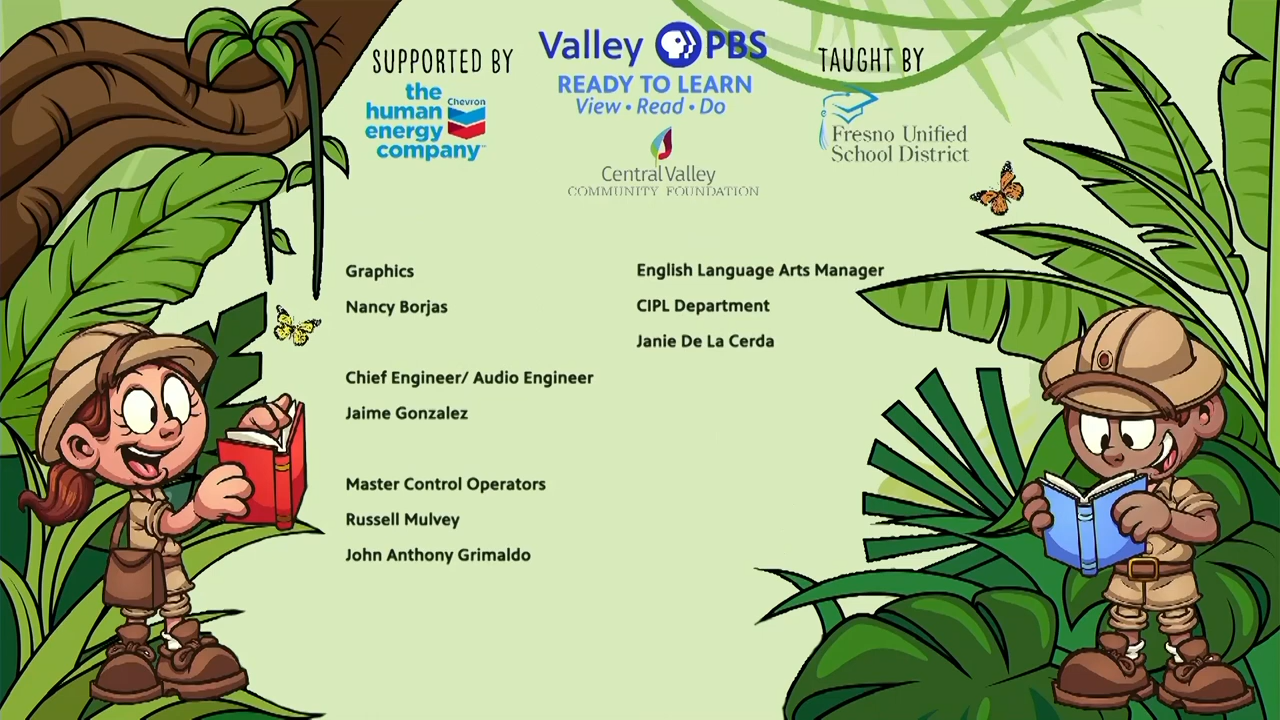 SUPPORTED BY
the
human
energy
company™
Chevron
Valley PBS
READY TO LEARN
View • Read • Do
Central Valley
COMMUNITY FOUNDATION
TAUGHT BY
Fresno Unified
School District
Graphics
Nancy Borjas
Chief Engineer/ Audio Engineer
Jaime Gonzalez
Master Control Operators
Russell Mulvey
John Anthony Grimaldo
English Language Arts Manager
CIPL Department
Janie De La Cerda